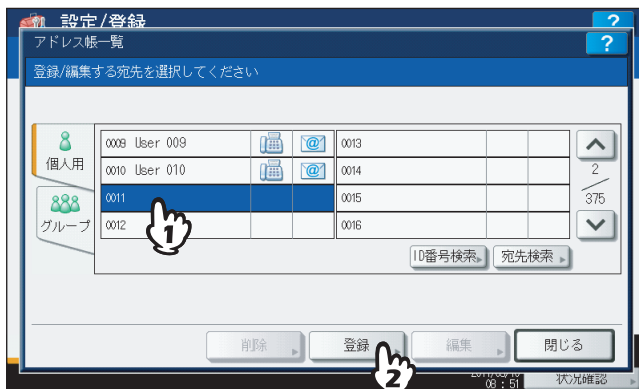 設定/登録
?
アドレス帳一覧
?
登録/編集する宛先を選択してください
個人用
グループ
0009 User 009
0010 User 010
0011
0012
0013
0014
0015
0016
2
375
1
ID番号検索
宛先検索
削除
登録
編集
閉じる
2
08:51
状況確認